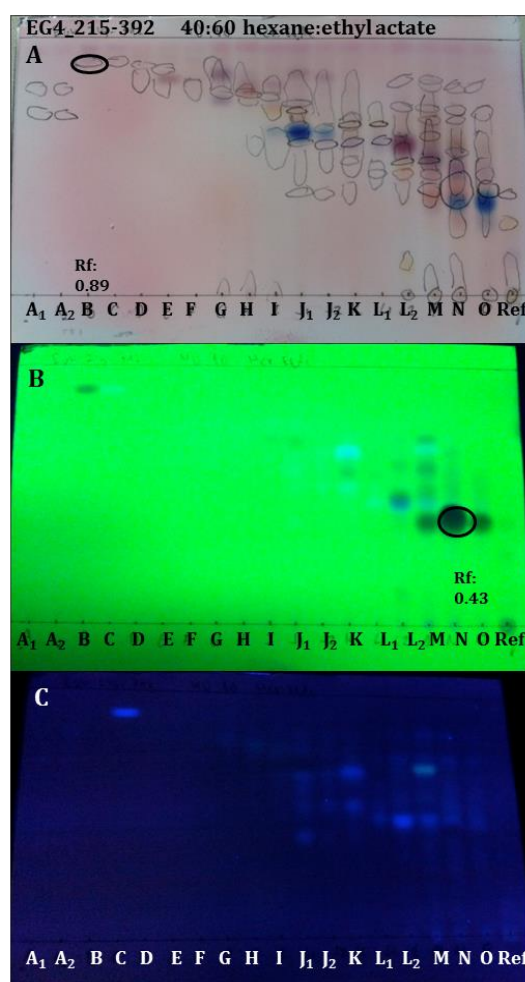 EG4_215-392 40:60 hexane:ethyl actate
A
Rf:
0.89
A₁ A₂ B C D E F G H I J₁ J₂ K L₁ L₂ M N O Ref
B
Rf:
0.43
A₁ A₂ B C D E F G H I J₁ J₂ K L₁ L₂ M N O Ref
C
A₁ A₂ B C D E F G H I J₁ J₂ K L₁ L₂ M N O Ref